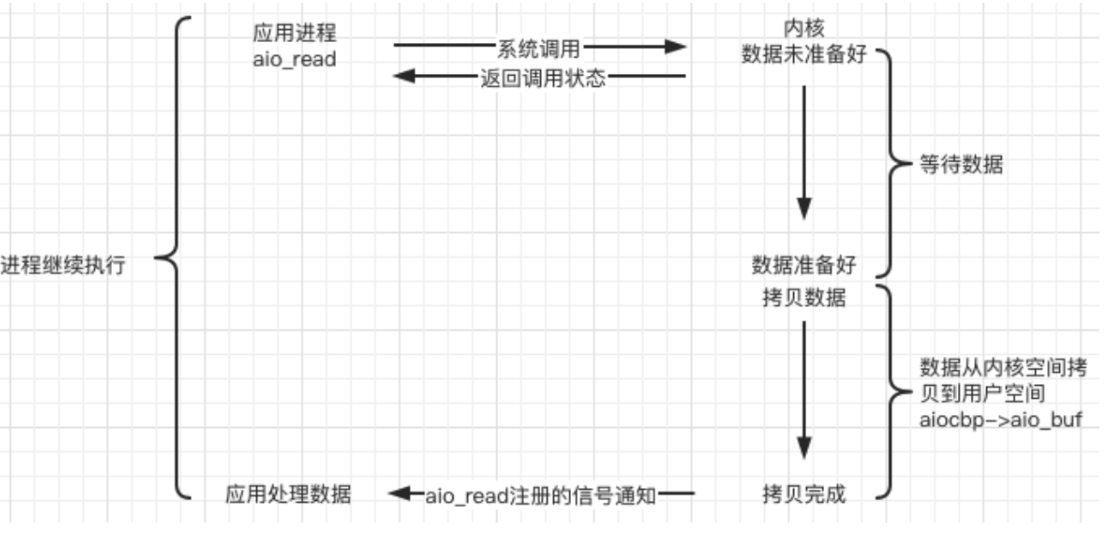 应用进程
aio_read
系统调用
返回调用状态
内核
数据未准备好
等待数据
进程继续执行
数据准备好
拷贝数据
数据从内核空间拷
贝到用户空间
aiocbp->aio_buf
应用处理数据
aio_read注册的信号通知
拷贝完成